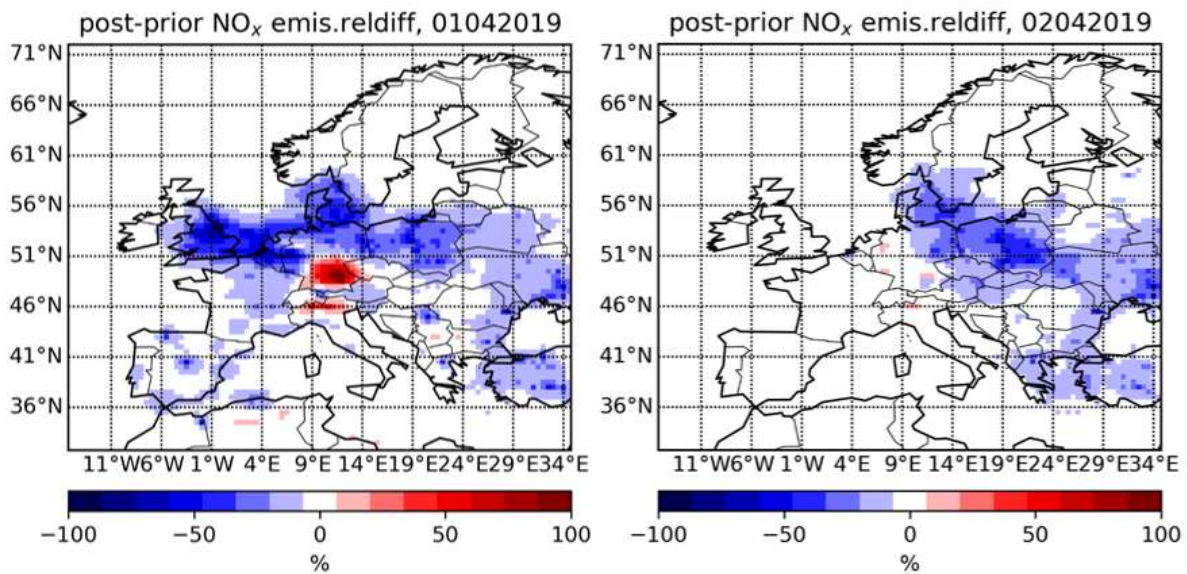 post-prior NOx emis.reldiff, 01042019
71°N
66°N
61°N
56°N
51°N
46°N
41°N
36°N
11°W6°W 1°W 4°E 9°E 14°E19°E24°E29°E 34°E
−100 −50 0 50 100
%
post-prior NOx emis.reldiff, 02042019
71°N
66°N
61°N
56°N
51°N
46°N
41°N
36°N
11°W6°W 1°W 4°E 9°E 14°E19°E24°E29°E 34°E
−100 −50 0 50 100
%